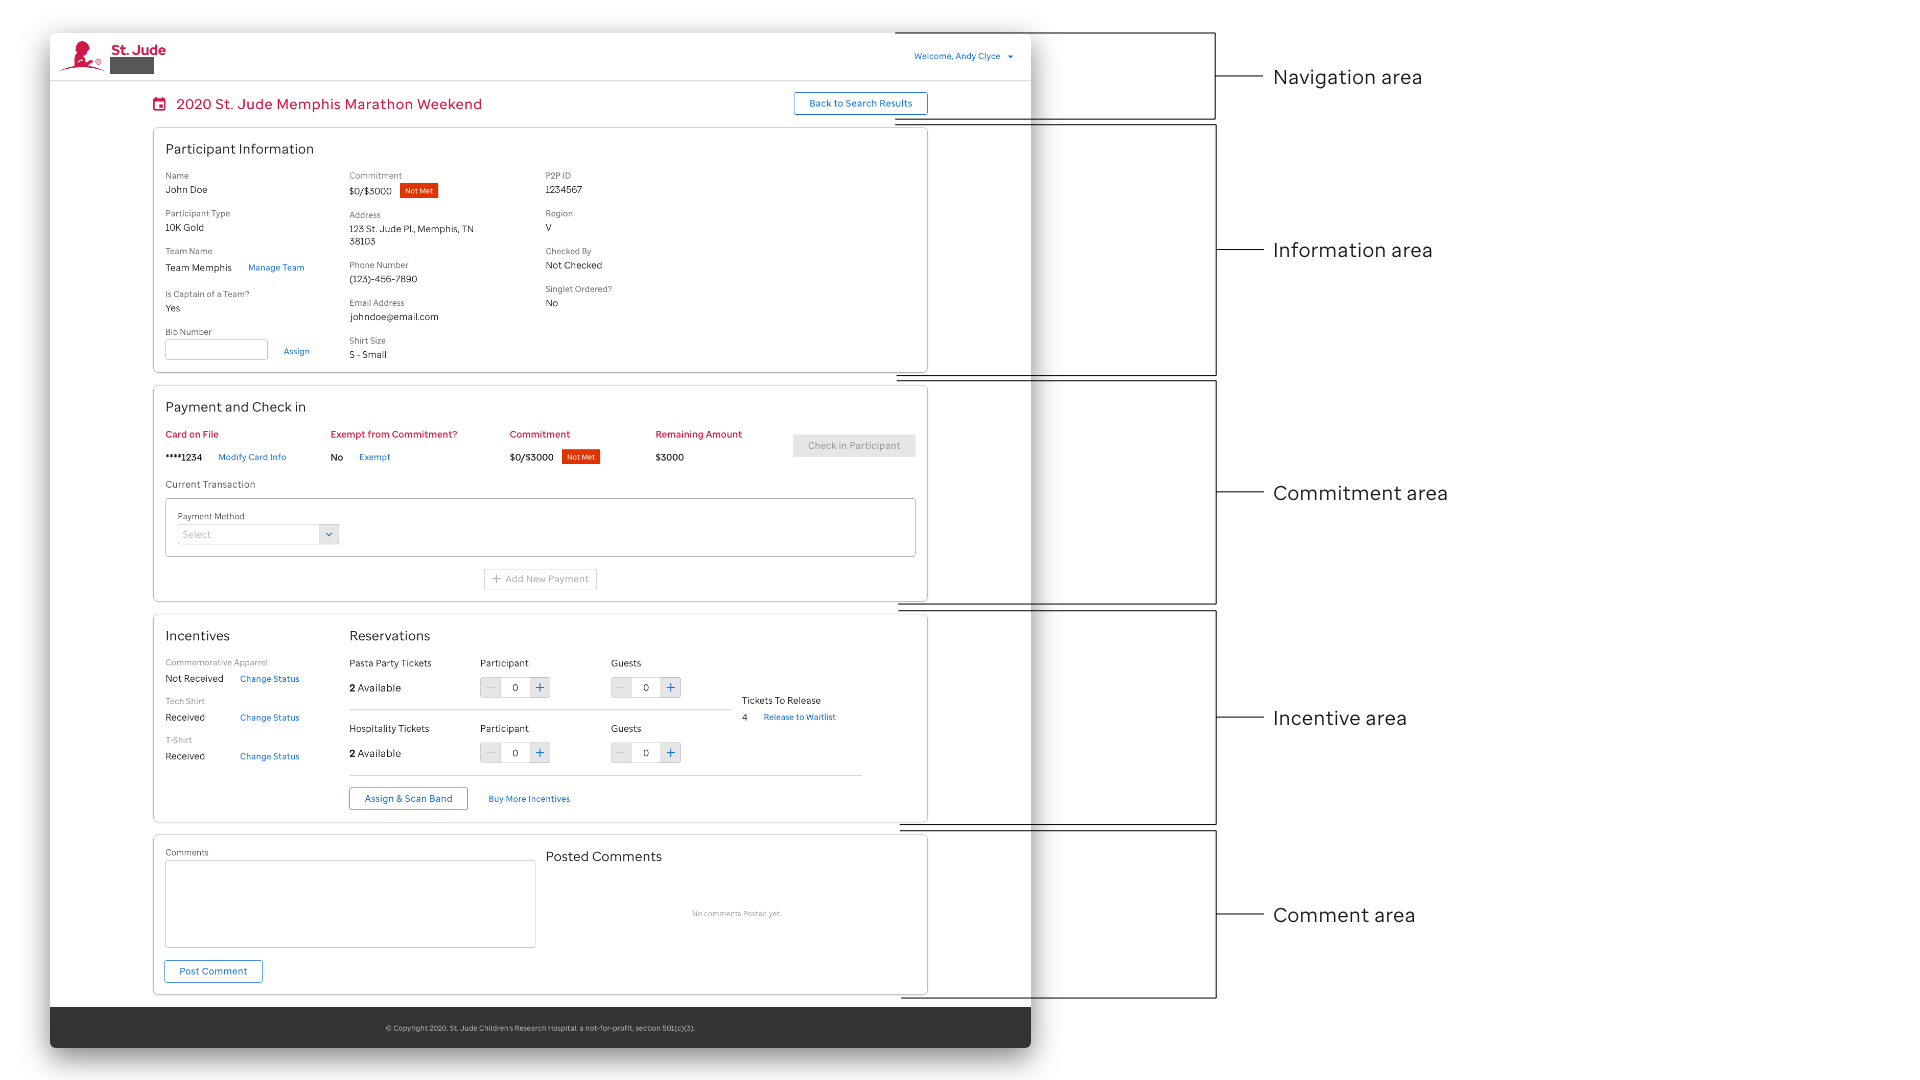 St. Jude
®
Welcome, Andy Clyce
2020 St. Jude Memphis Marathon Weekend
Back to Search Results
Navigation area
Participant Information
Name
John Doe
Participant Type
10K Gold
Team Name
Team Memphis Manage Team
Is Captain of a Team?
Yes
Bib Number
Assign
Commitment
$0/$3000 Not Met
Address
123 St. Jude Pl., Memphis, TN
38103
Phone Number
(123)-456-7890
Email Address
johndoe@email.com
Shirt Size
S - Small
P2P ID
1234567
Region
V
Checked By
Not Checked
Singlet Ordered?
No
Information area
Payment and Check in
Card on File
****1234 Modify Card Info
Exempt from Commitment?
No Exempt
Commitment
$0/$3000 Not Met
Remaining Amount
$3000
Check in Participant
Current Transaction
Payment Method
Select
+ Add New Payment
Commitment area
Incentives
Commemorative Apparrel
Not Received Change Status
Tech Shirt
Received Change Status
T-Shirt
Received Change Status
Reservations
Pasta Party Tickets Participant Guests
2 Available − 0 + − 0 +
Hospitality Tickets Participant Guests
2 Available − 0 + − 0 +
Tickets To Release
4 Release to Waitlist
Assign & Scan Band Buy More Incentives
Incentive area
Comments
Post Comment
Posted Comments
No comments Posted yet.
Comment area
© Copyright 2020. St. Jude Children's Research Hospital, a not-for-profit, section 501(c)(3).